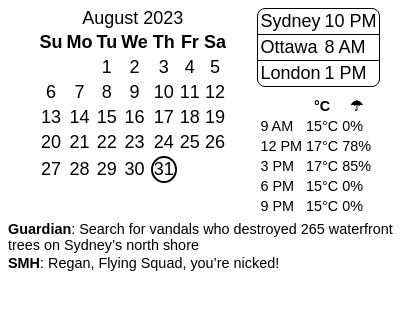 August 2023
Su Mo Tu We Th Fr Sa
1 2 3 4 5
6 7 8 9 10 11 12
13 14 15 16 17 18 19
20 21 22 23 24 25 26
27 28 29 30 31
Sydney 10 PM
Ottawa 8 AM
London 1 PM
°C ☂
9 AM 15°C 0%
12 PM 17°C 78%
3 PM 17°C 85%
6 PM 15°C 0%
9 PM 15°C 0%
Guardian: Search for vandals who destroyed 265 waterfront
trees on Sydney’s north shore
SMH: Regan, Flying Squad, you’re nicked!